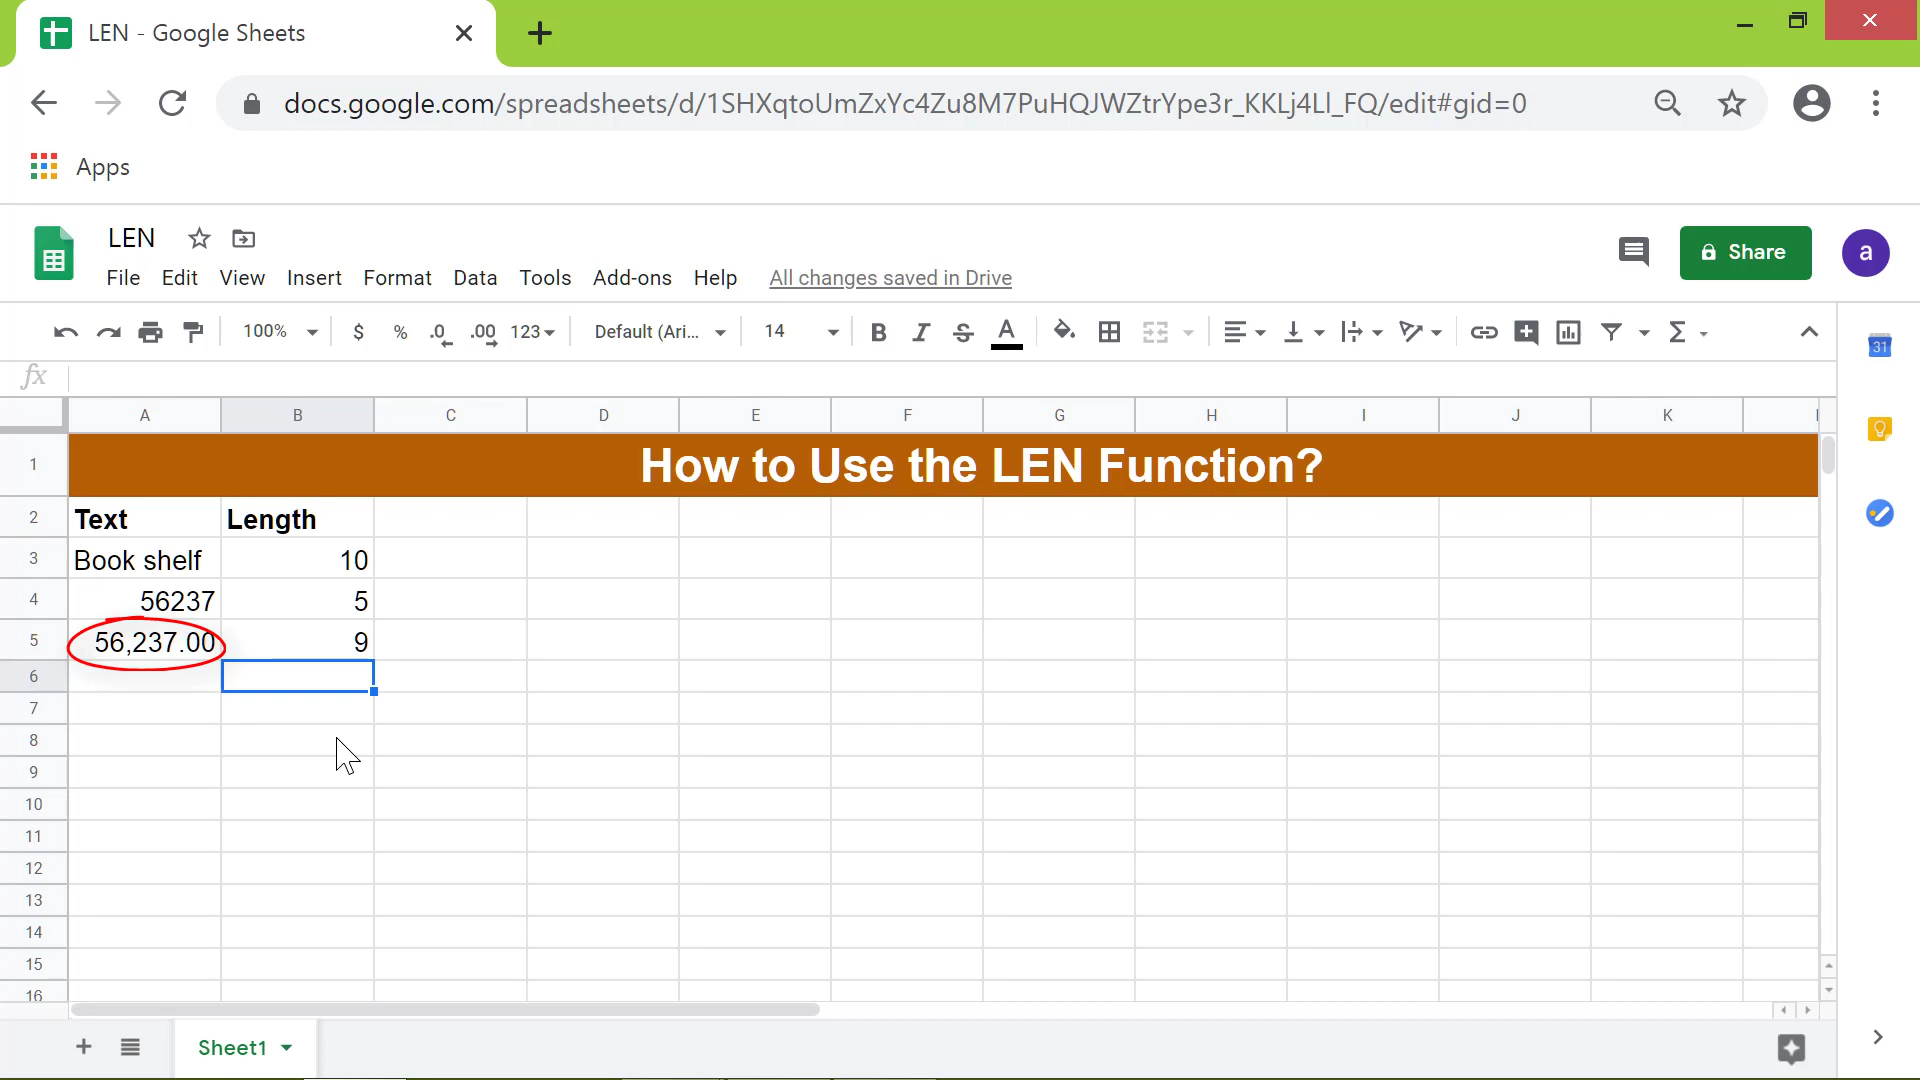 LEN - Google Sheets
docs.google.com/spreadsheets/d/1SHXqtoUmZxYc4Zu8M7PuHQJWZtrYpe3r_KKLj4Ll_FQ/edit#gid=0
Apps
LEN
Share
a
File Edit View Insert Format Data Tools Add-ons Help All changes saved in Drive
100% $ % .0 .00 123 Default (Ari... 14 B I S A Σ
31
fx
A B C D E F G H I J K
1 How to Use the LEN Function?
2 Text Length
3 Book shelf 10
4 56237 5
5 56,237.00 9
6
7
8
9
10
11
12
13
14
15
16
Sheet1